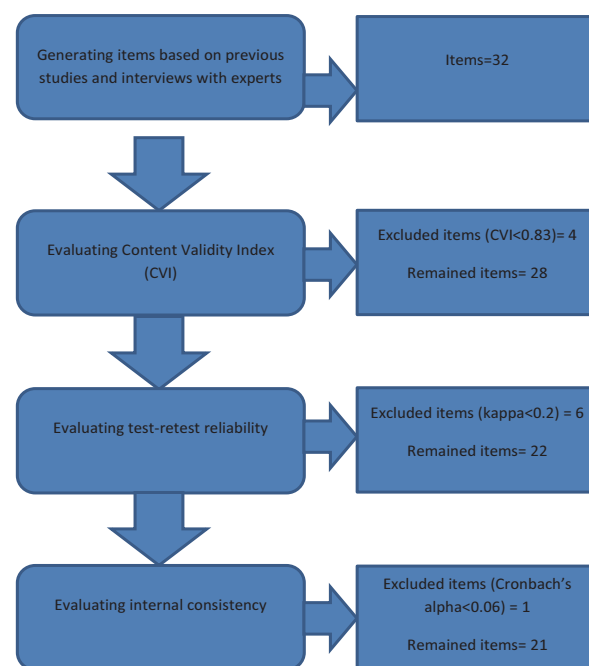 Generating items based on previous
studies and interviews with experts
Items=32
Evaluating Content Validity Index
(CVI)
Excluded items (CVI<0.83)= 4
Remained items= 28
Evaluating test-retest reliability
Excluded items (kappa<0.2) = 6
Remained items= 22
Evaluating internal consistency
Excluded items (Cronbach’s
alpha<0.06) = 1
Remained items= 21